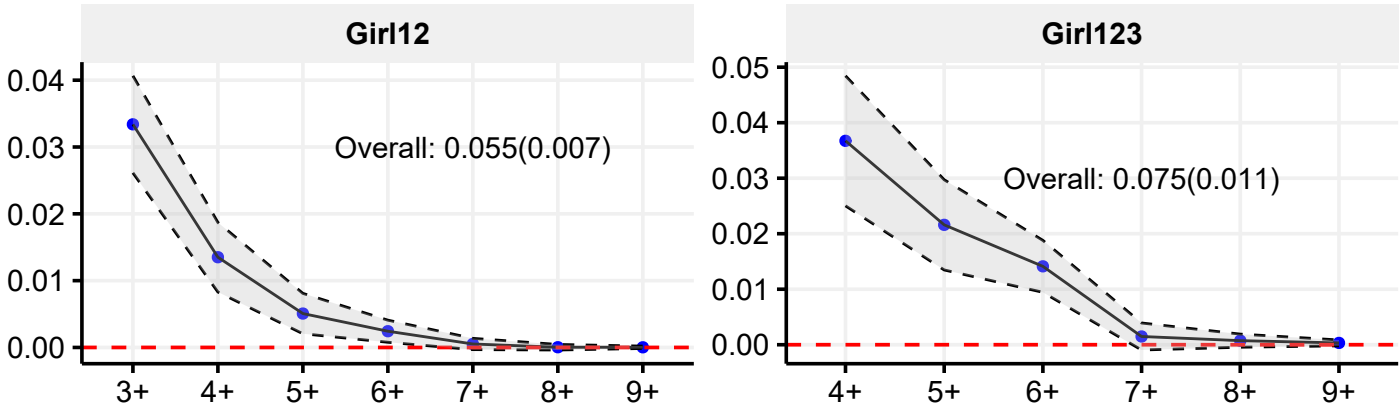 Girl12
0.04
0.03
0.02
0.01
0.00
Overall: 0.055(0.007)
3+ 4+ 5+ 6+ 7+ 8+ 9+
Girl123
0.05
0.04
0.03
0.02
0.01
0.00
Overall: 0.075(0.011)
4+ 5+ 6+ 7+ 8+ 9+